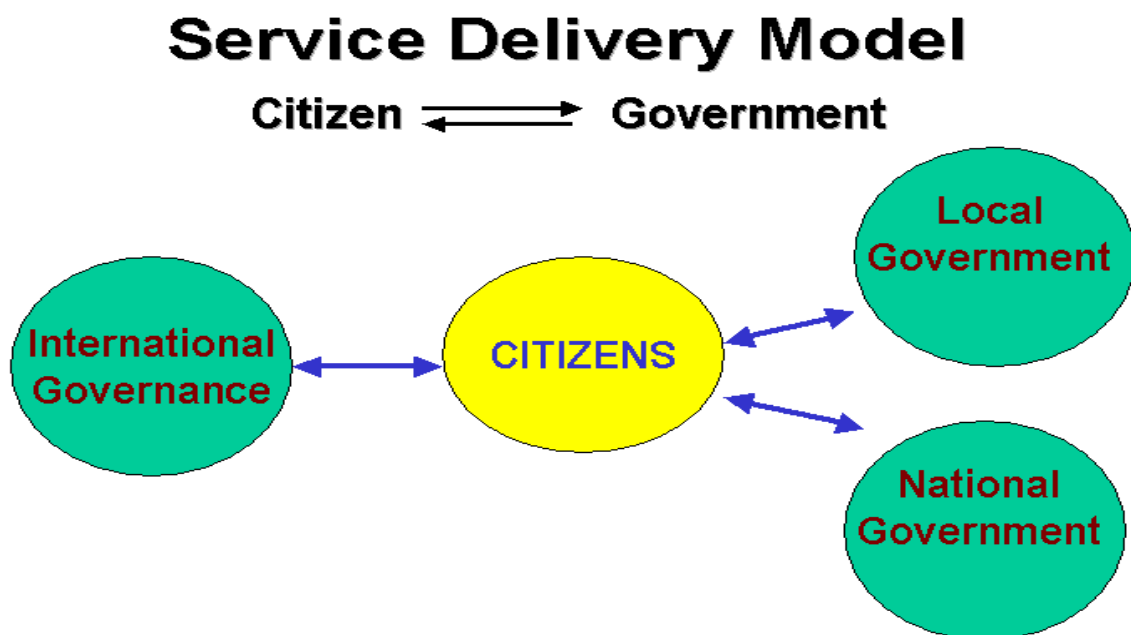 Service Delivery Model
Citizen Government
Local
Government
International
Governance
CITIZENS
National
Government